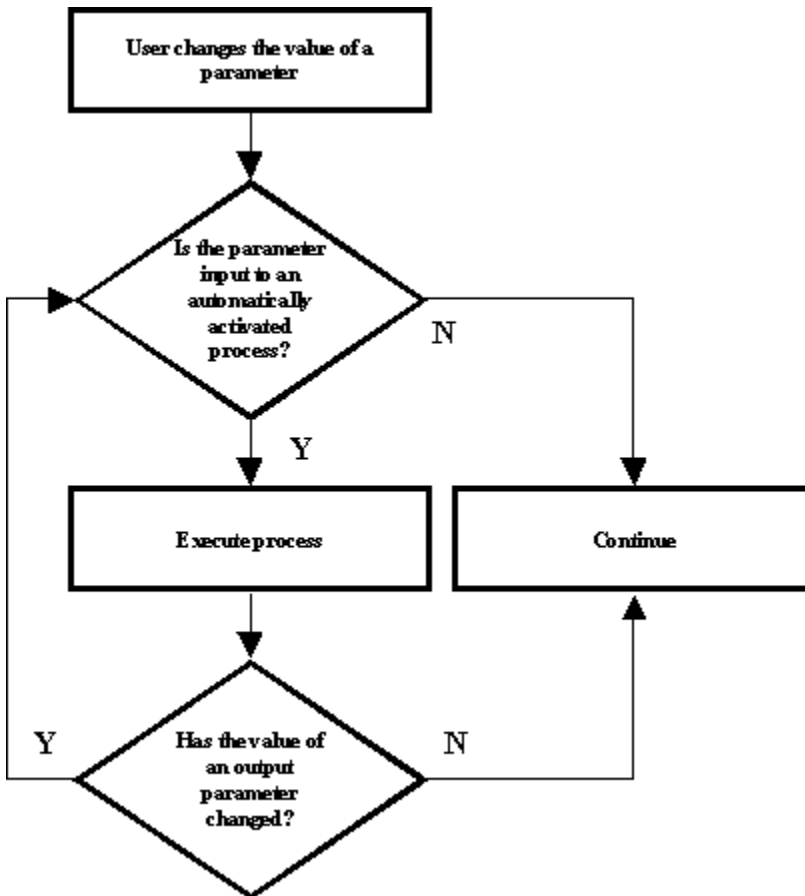 User changes the value of a
parameter
Is the parameter
input to an
automatically
activated
process?
N
Y
Execute process
Continue
Y
Has the value of
an output
parameter
changed?
N